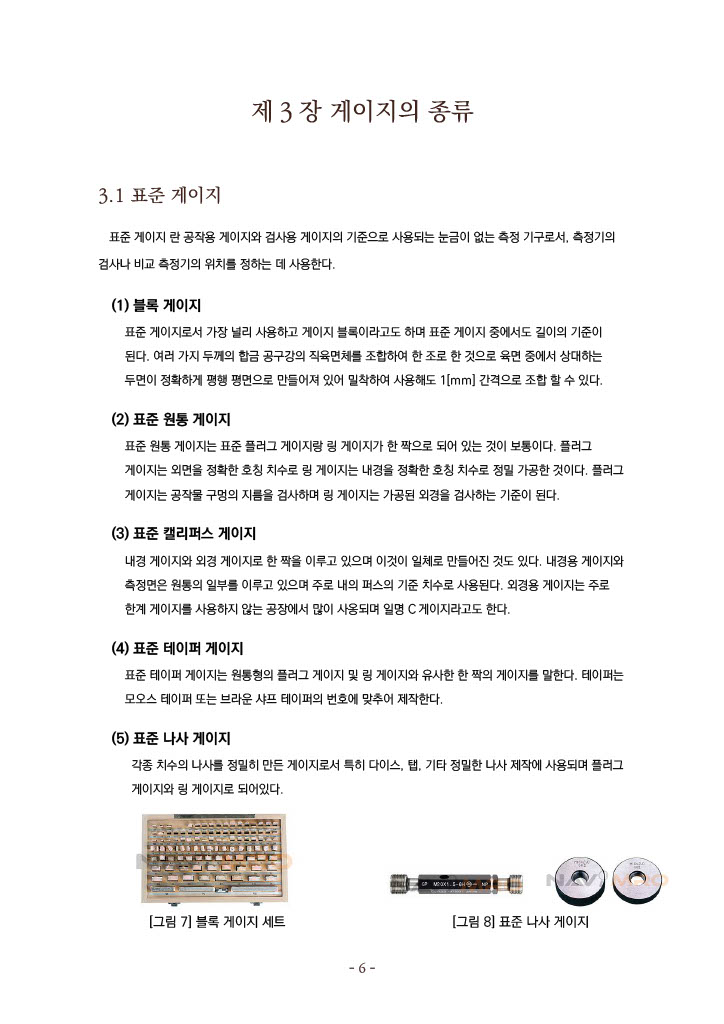 제 3 장 게이지의 종류
3.1 표준 게이지
표준 게이지 란 공작용 게이지와 검사용 게이지의 기준으로 사용되는 눈금이 없는 측정 기구로서, 측정기의
검사나 비교 측정기의 위치를 정하는 데 사용한다.
(1) 블록 게이지
표준 게이지로서 가장 널리 사용하고 게이지 블록이라고도 하며 표준 게이지 중에서도 길이의 기준이
된다. 여러 가지 두께의 합금 공구강의 직육면체를 조합하여 한 조로 한 것으로 육면 중에서 상대하는
두면이 정확하게 평행 평면으로 만들어져 있어 밀착하여 사용해도 1[mm] 간격으로 조합 할 수 있다.
(2) 표준 원통 게이지
표준 원통 게이지는 표준 플러그 게이지랑 링 게이지가 한 짝으로 되어 있는 것이 보통이다. 플러그
게이지는 외면을 정확한 호칭 치수로 링 게이지는 내경을 정확한 호칭 치수로 정밀 가공한 것이다. 플러그
게이지는 공작물 구멍의 지름을 검사하며 링 게이지는 가공된 외경을 검사하는 기준이 된다.
(3) 표준 캘리퍼스 게이지
내경 게이지와 외경 게이지로 한 짝을 이루고 있으며 이것이 일체로 만들어진 것도 있다. 내경용 게이지와
측정면은 원통의 일부를 이루고 있으며 주로 내의 퍼스의 기준 치수로 사용된다. 외경용 게이지는 주로
한계 게이지를 사용하지 않는 공장에서 많이 사옹되며 일명 C 게이지라고도 한다.
(4) 표준 테이퍼 게이지
표준 테이퍼 게이지는 원통형의 플러그 게이지 및 링 게이지와 유사한 한 짝의 게이지를 말한다. 테이퍼는
모오스 테이퍼 또는 브라운 샤프 테이퍼의 번호에 맞추어 제작한다.
(5) 표준 나사 게이지
각종 치수의 나사를 정밀히 만든 게이지로서 특히 다이스, 탭, 기타 정밀한 나사 제작에 사용되며 플러그
게이지와 링 게이지로 되어있다.
GP M20X1.5-6H NP
[그림 7] 블록 게이지 세트
[그림 8] 표준 나사 게이지
- 6 -